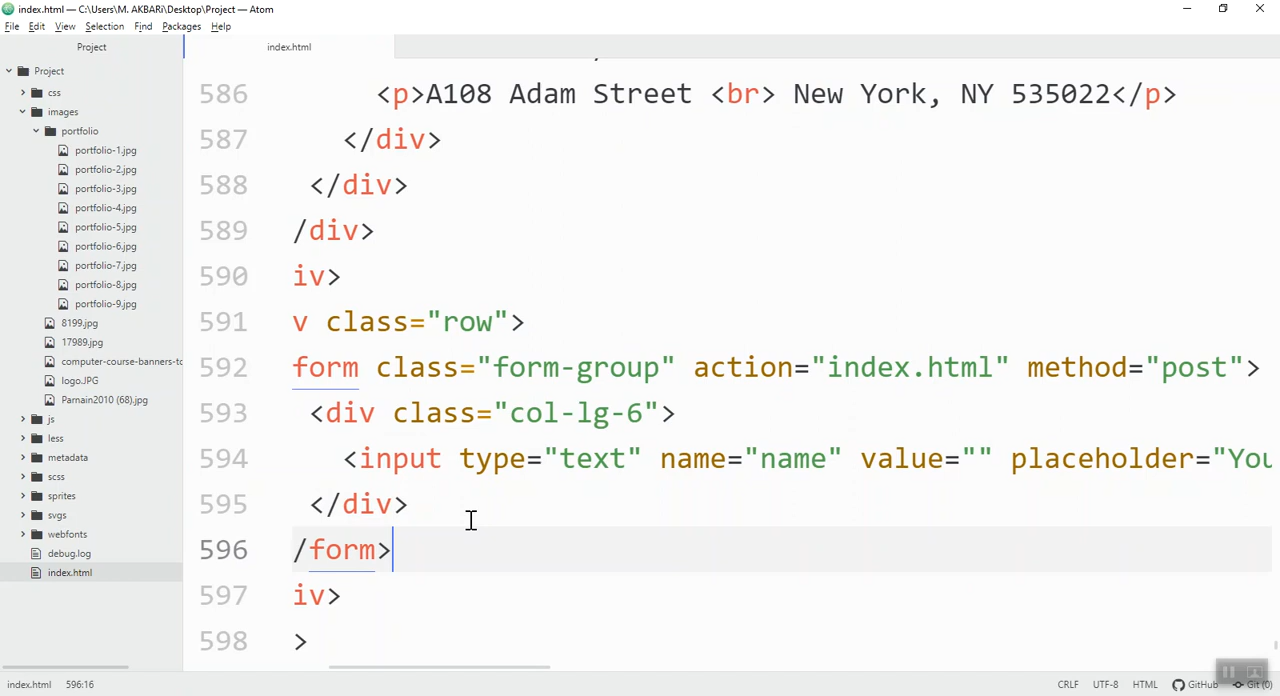 index.html — C:\Users\M. AKBARi\Desktop\Project — Atom
File Edit View Selection Find Packages Help
Project
index.html
Project
css
images
portfolio
portfolio-1.jpg
portfolio-2.jpg
portfolio-3.jpg
portfolio-4.jpg
portfolio-5.jpg
portfolio-6.jpg
portfolio-7.jpg
portfolio-8.jpg
portfolio-9.jpg
8199.jpg
17989.jpg
computer-course-banners-to
logo.JPG
Parnain2010 (68).jpg
js
less
metadata
scss
sprites
svgs
webfonts
debug.log
index.html
586 <p>A108 Adam Street <br> New York, NY 535022</p>
587 </div>
588 </div>
589 /div>
590 iv>
591 v class="row">
592 form class="form-group" action="index.html" method="post">
593 <div class="col-lg-6">
594 <input type="text" name="name" value="" placeholder="You
595 </div>
596 /form>
597 iv>
598 >
index.html 596:16 CRLF UTF-8 HTML GitHub Git (0)